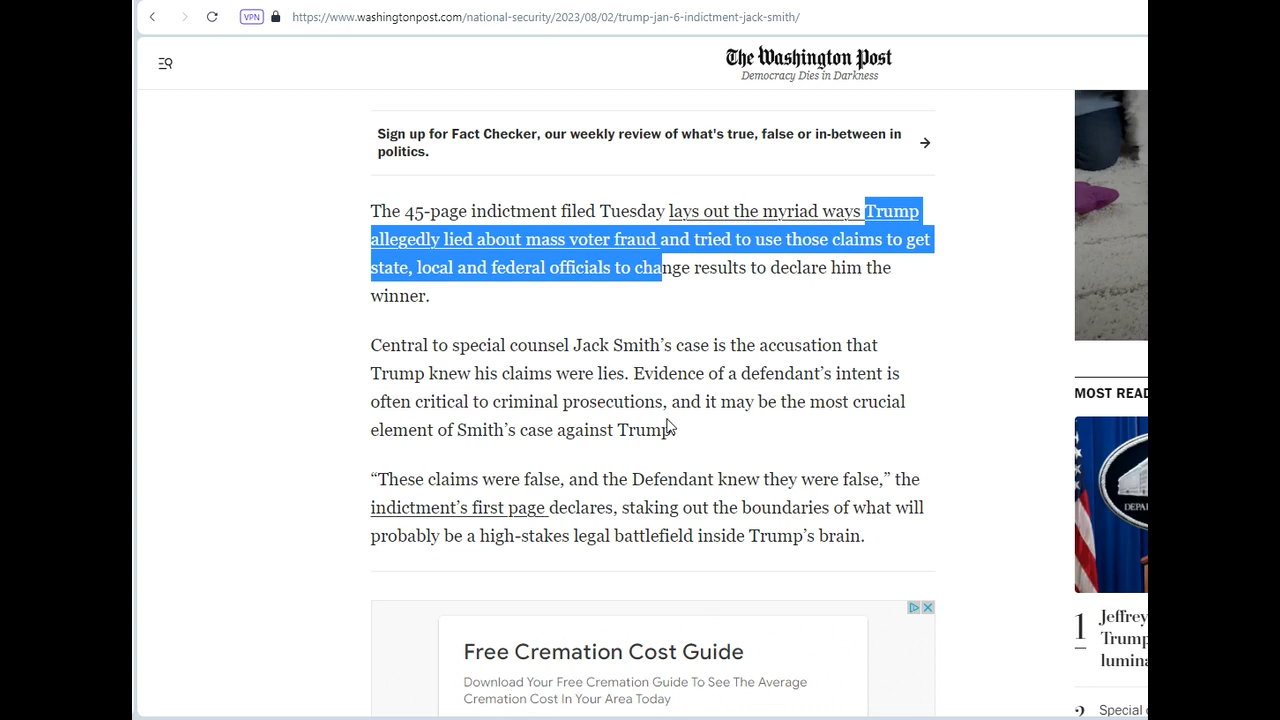 VPN
https://www.washingtonpost.com/national-security/2023/08/02/trump-jan-6-indictment-jack-smith/
The Washington Post
Democracy Dies in Darkness
Sign up for Fact Checker, our weekly review of what's true, false or in-between in
politics.
The 45-page indictment filed Tuesday lays out the myriad ways Trump
allegedly lied about mass voter fraud and tried to use those claims to get
state, local and federal officials to change results to declare him the
winner.
Central to special counsel Jack Smith’s case is the accusation that
Trump knew his claims were lies. Evidence of a defendant’s intent is
often critical to criminal prosecutions, and it may be the most crucial
element of Smith’s case against Trump.
“These claims were false, and the Defendant knew they were false,” the
indictment’s first page declares, staking out the boundaries of what will
probably be a high-stakes legal battlefield inside Trump’s brain.
Free Cremation Cost Guide
Download Your Free Cremation Guide To See The Average
Cremation Cost In Your Area Today
MOST READ
DEPA
1
Jeffrey
Trump
lumina
2
Special